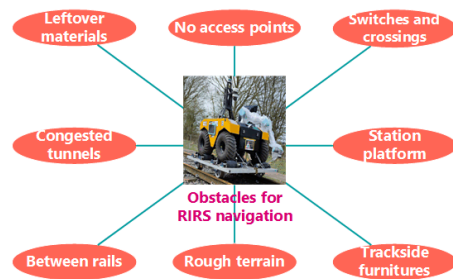 Leftover
materials
No access points
Switches and
crossings
Congested
tunnels
Station
platform
Obstacles for
RIRS navigation
Between rails
Rough terrain
Trackside
furnitures